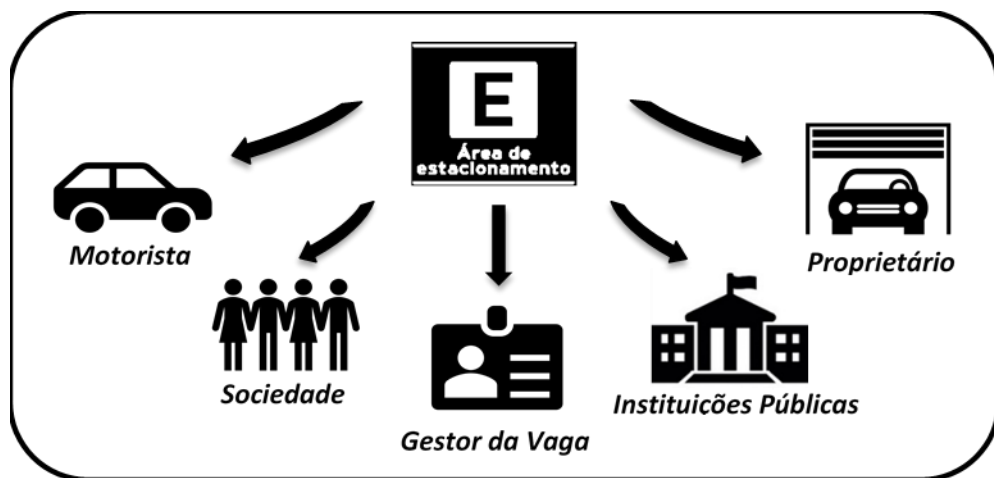 E
Área de
estacionamento
Motorista
Proprietário
Sociedade
Instituições Públicas
Gestor da Vaga